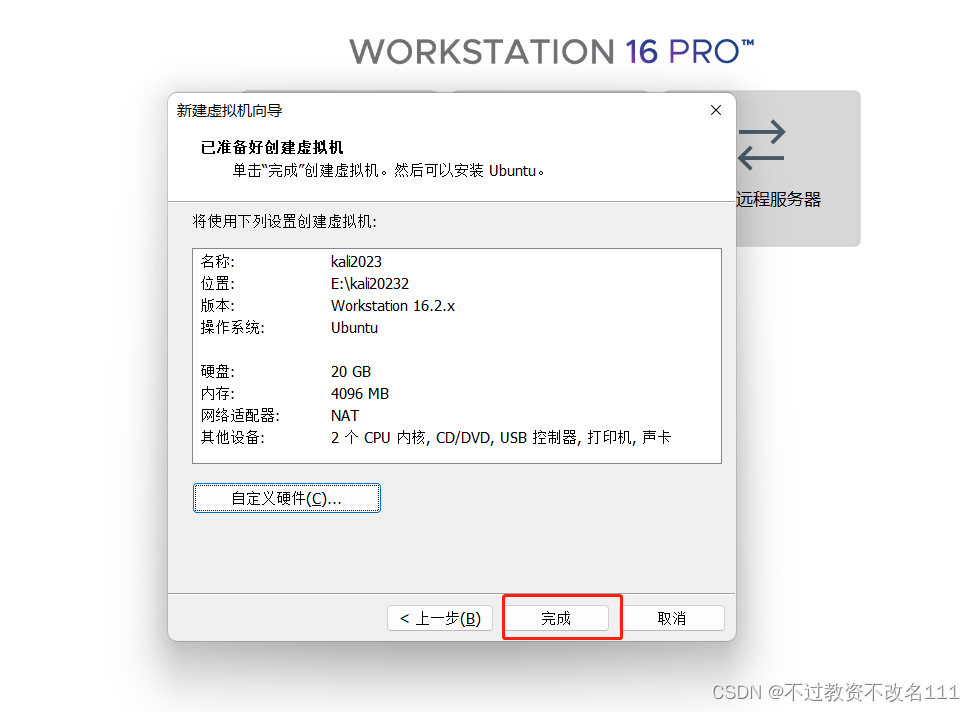 WORKSTATION 16 PRO™
新建虚拟机向导
已准备好创建虚拟机
单击“完成”创建虚拟机。然后可以安装 Ubuntu。
远程服务器
将使用下列设置创建虚拟机:
名称: kali2023
位置: E:\kali20232
版本: Workstation 16.2.x
操作系统: Ubuntu
硬盘: 20 GB
内存: 4096 MB
网络适配器: NAT
其他设备: 2 个 CPU 内核, CD/DVD, USB 控制器, 打印机, 声卡
自定义硬件(C)...
< 上一步(B) 完成 取消
CSDN @不过教资不改名111